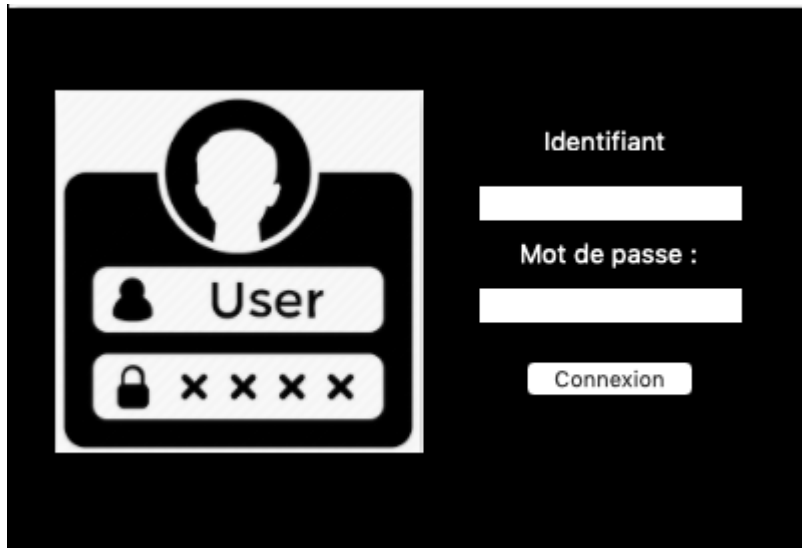 User
× × × ×
Identifiant
Mot de passe :
Connexion